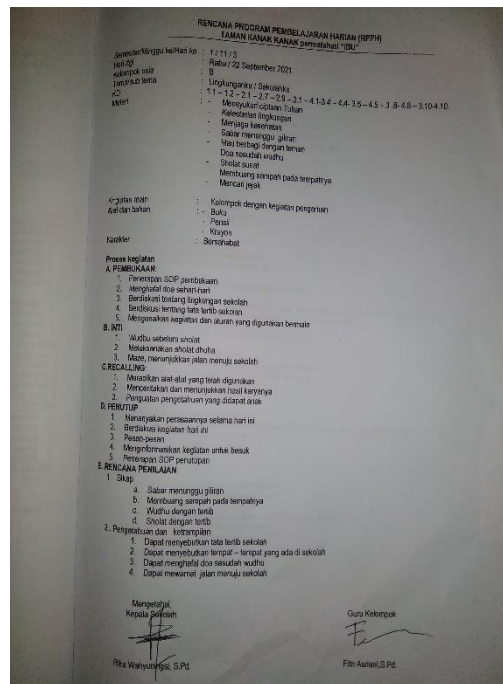 RENCANA PROGRAM PEMBELAJARAN HARIAN (RPPH)
TAMAN KANAK KANAK permatahati "IBU"
Semester/Minggu ke/Hari ke : 1 / 11 / 3
Hari,tgl : Rabu / 22 September 2021
Kelompok usia : B
Tema/sub tema : Lingkunganku / Sekolahku
KD : 1.1 – 1.2 – 2.1 – 2.7 – 2.9 – 3.1 – 4.1-3.4 – 4.4- 3.5 – 4.5 – 3 .8- 4.8 – 3.10-4.10.
Materi : - Mensyukuri ciptaan Tuhan
- Kelestarian lingkungan
- Menjaga kesehatan
- Sabar menunggu giliran
- Mau berbagi dengan teman
- Doa sesudah wudhu
- Sholat sunat
- Membuang sampah pada tempatnya
- Mencari jejak
Kegiatan main : Kelompok dengan kegiatan pengaman
Alat dan bahan : - Buku
- Pensil
- Krayon
Karakter : Bersahabat
Proses kegiatan
A. PEMBUKAAN:
1. Penerapan SOP pembukaan
2. Menghafal doa sehari-hari
3. Berdiskusi tentang lingkungan sekolah
4. Berdiskusi tentang tata tertib sekolah
5. Mengenalkan kegiatan dan aturan yang digunakan bermain
B. INTI
1. Wudhu sebelum sholat
2. Melaksanakan sholat dhuha
3. Maze, menunjukkan jalan menuju sekolah
C.RECALLING:
1. Merapikan alat-alat yang telah digunakan
2. Menceritakan dan menunjukkan hasil karyanya
3. Penguatan pengetahuan yang didapat anak
D. PENUTUP
1. Menanyakan perasaannya selama hari ini
2. Berdiskusi kegiatan hari ini
3. Pesan-pesan
4. Menginformasikan kegiatan untuk besuk
5. Penerapan SOP penutupan
E. RENCANA PENILAIAN
1. Sikap
a. Sabar menunggu giliran
b. Membuang sampah pada tempatnya
c. Wudhu dengan tertib
d. Sholat dengan tertib
2. Pengetahuan dan ketrampilan
1. Dapat menyebutkan tata tertib sekolah
2. Dapat menyebutkan tempat – tempat yang ada di sekolah
3. Dapat menghafal doa sesudah wudhu
4. Dapat mewarnai jalan menuju sekolah
Mengetahui,
Kepala Sekolah
Guru Kelompok
Rika Wahyuningsi, S.Pd.
Fitri Asriani,S.Pd.